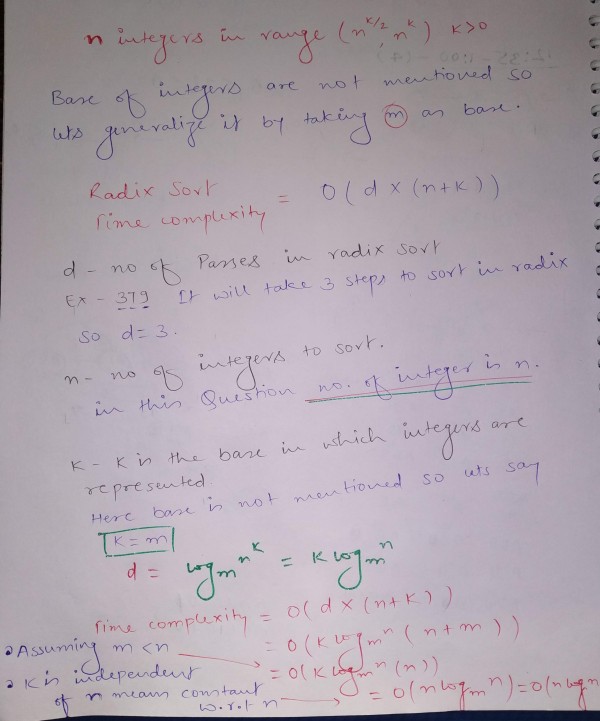 n integers in range (n^k/2, n^k) k>0
Base of integers are not mentioned so
lets generalize it by taking m as base.
Radix Sort
Time complexity = O(d × (n+k))
d - no of Passes in radix sort
Ex - 379 It will take 3 steps to sort in radix
so d=3.
n - no of integers to sort.
in this Question no. of integer is n.
K - K is the base in which integers are
represented
Here base is not mentioned so lets say
K = m
d = log_m n^k = K log_m n
Time complexity = O(d × (n+k))
= O(K log_m n (n+m))
→ Assuming m<n → = O(K log_m n (n))
→ K is independent
of n means constant
w.r.t n → = O(n log_m n) = O(n log n